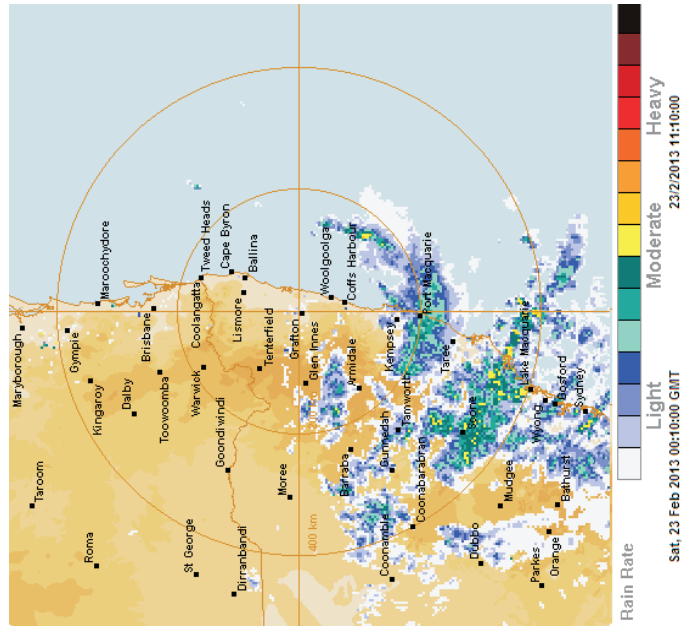 Maryborough
Gympie
Maroochydore
Kingaroy
Dalby
Brisbane
Toowoomba
Coolangatta
Tweed Heads
Cape Byron
Ballina
Lismore
Warwick
Tenterfield
Goondiwindi
Taroom
Roma
St George
Dirranbandi
Moree
Grafton
Glen Innes
Woolgoolga
Coffs Harbour
Armidale
Barraba
Gunnedah
Tamworth
Kempsey
Port Macquarie
Taree
Coonamble
Coonabarabran
Scone
Lake Macquarie
Wyong
Gosford
Sydney
Mudgee
Dubbo
Bathurst
Orange
Parkes
400 km
Rain Rate
Light
Moderate
Heavy
Sat, 23 Feb 2013 00:10:00 GMT
23/2/2013 11:10:00